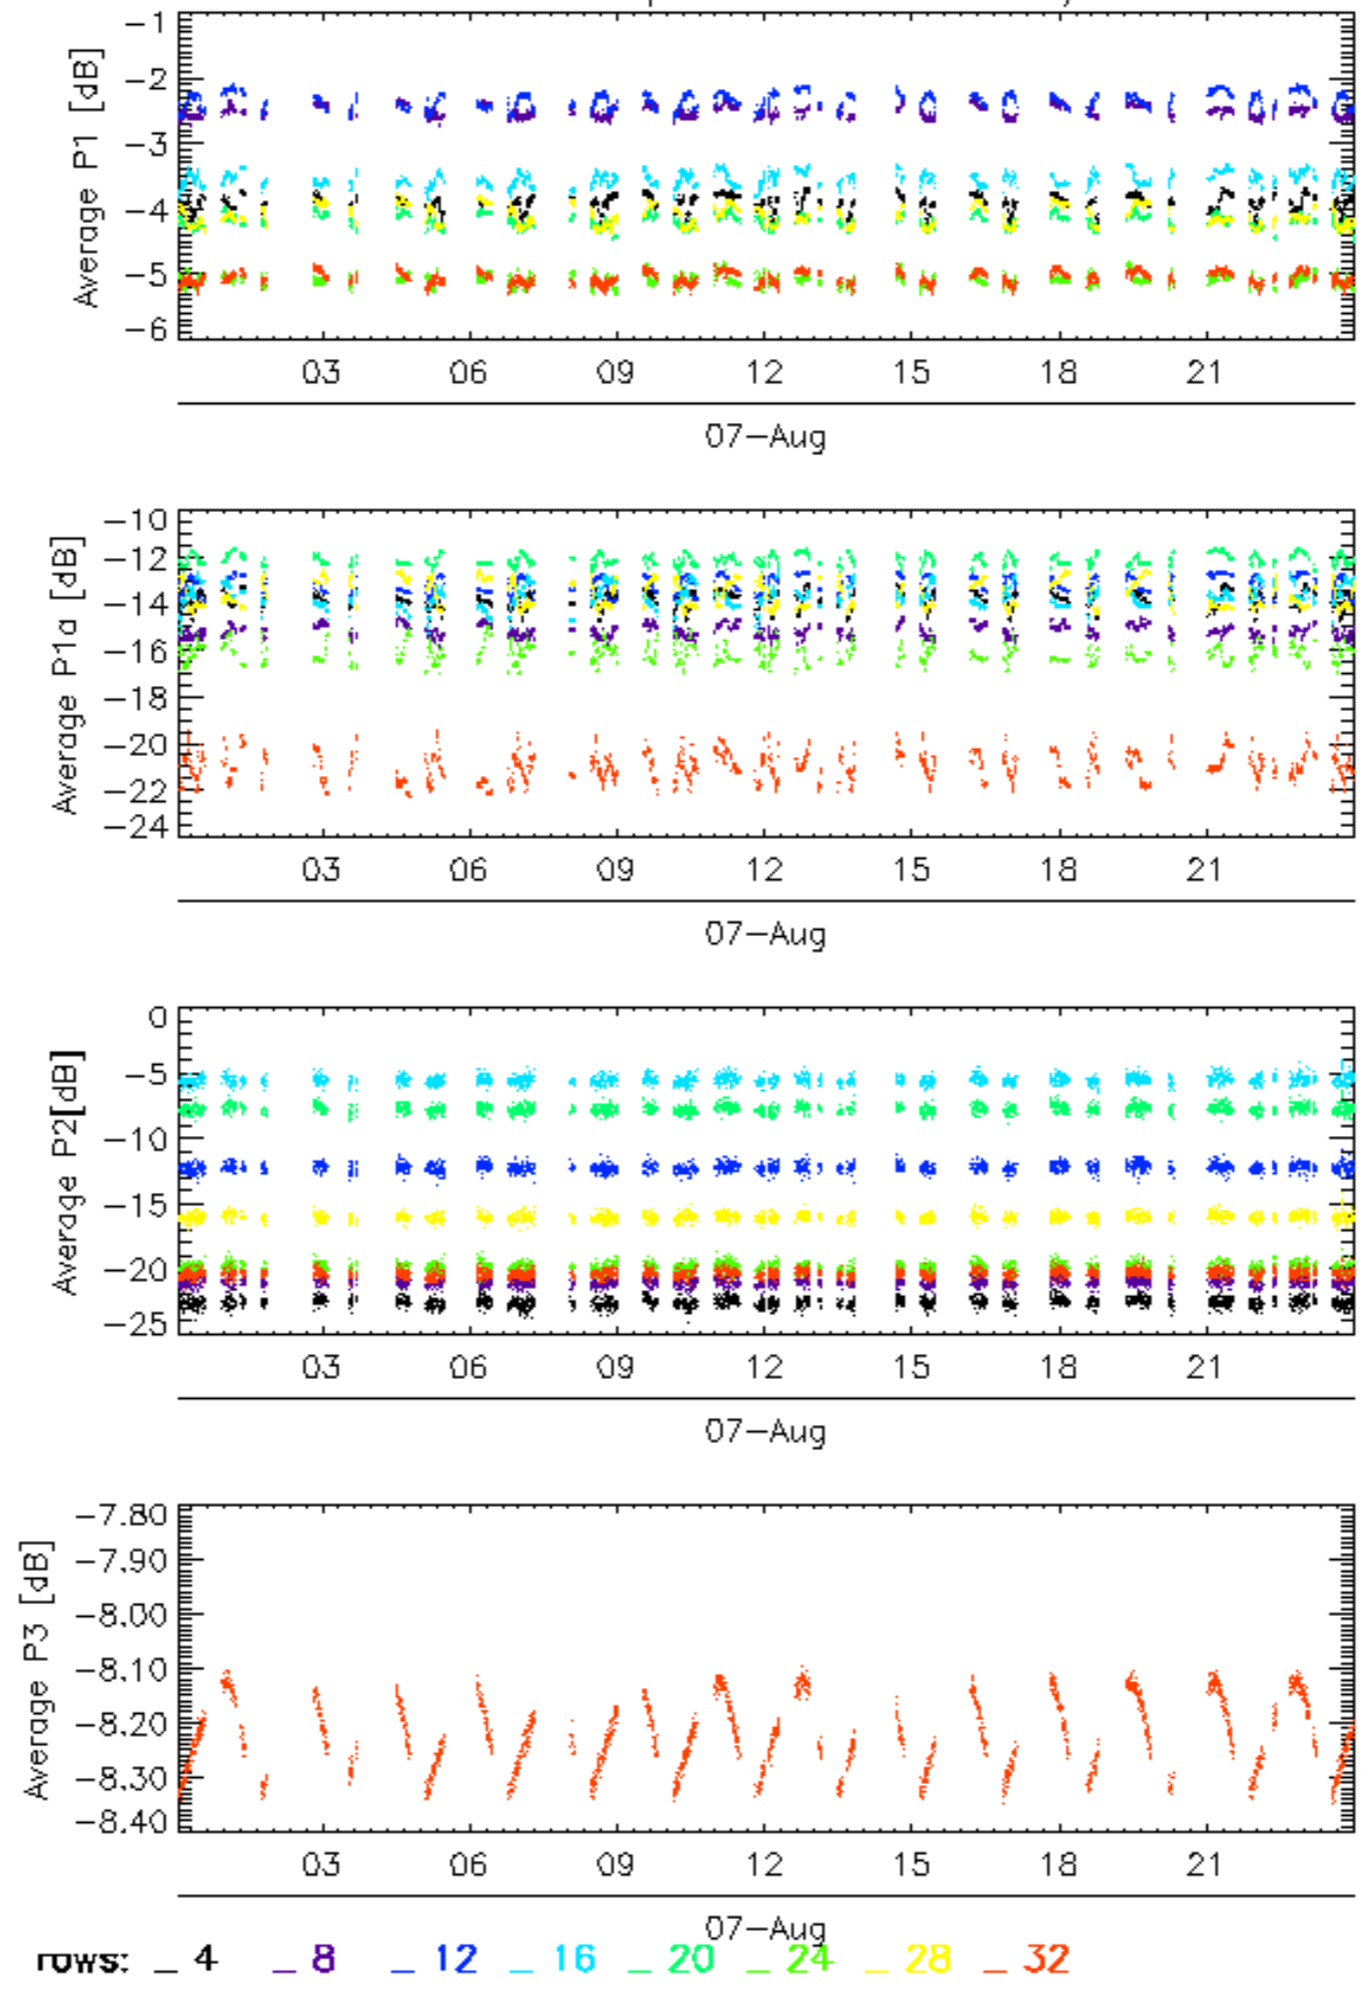 Average P1 [dB]
-1
-2
-3
-4
-5
-6
03 06 09 12 15 18 21
07-Aug
Average P1a [dB]
-10
-12
-14
-16
-18
-20
-22
-24
03 06 09 12 15 18 21
07-Aug
Average P2[dB]
0
-5
-10
-15
-20
-25
03 06 09 12 15 18 21
07-Aug
Average P3 [dB]
-7.80
-7.90
-8.00
-8.10
-8.20
-8.30
-8.40
03 06 09 12 15 18 21
07-Aug
rows: _ 4 _ 8 _ 12 _ 16 _ 20 _ 24 _ 28 _ 32